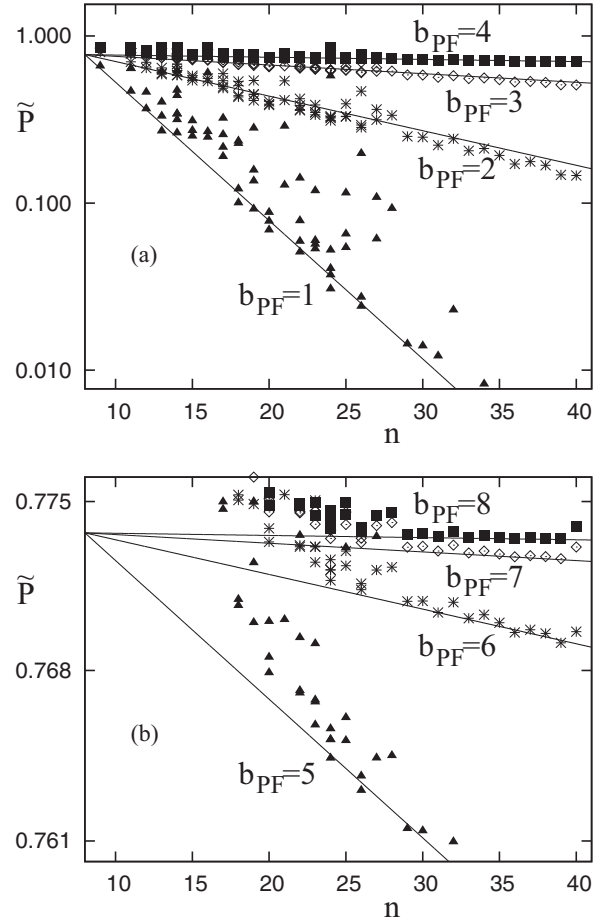 1.000
b_PF=4
b_PF=3
P̃
b_PF=2
0.100
(a)
b_PF=1
0.010
10 15 20 25 30 35 40
n
0.775
b_PF=8
b_PF=7
P̃
0.768
b_PF=6
(b)
b_PF=5
0.761
10 15 20 25 30 35 40
n